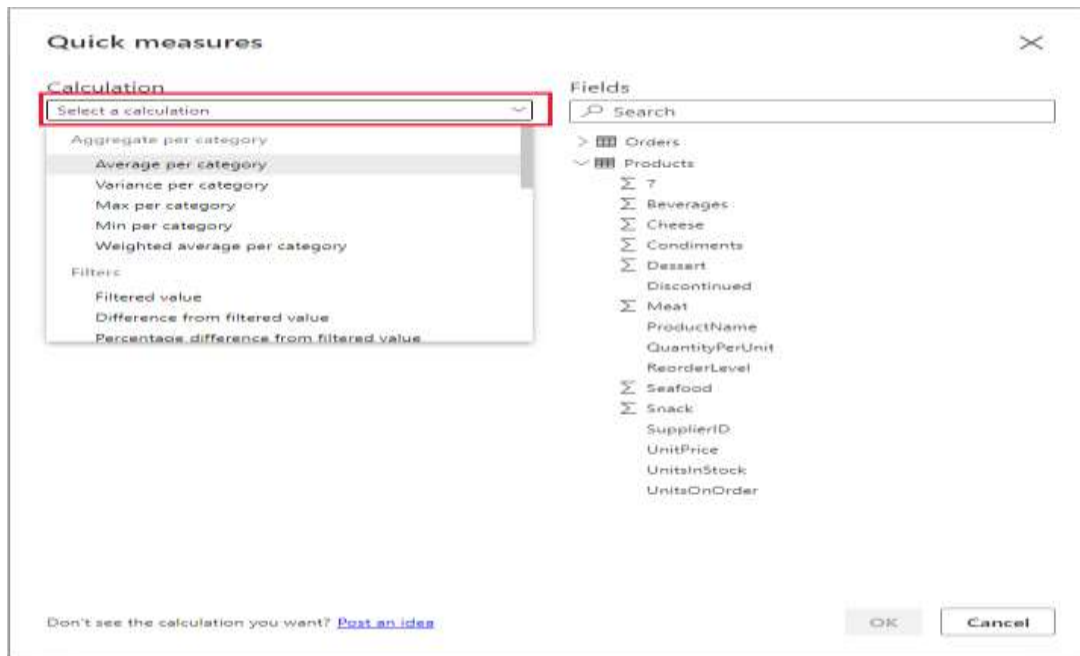 Quick measures
Calculation
Select a calculation
Aggregate per category
Average per category
Variance per category
Max per category
Min per category
Weighted average per category
Filters
Filtered value
Difference from filtered value
Percentage difference from filtered value
Fields
Search
Orders
Products
7
Beverages
Cheese
Condiments
Dessert
Discontinued
Meat
ProductName
QuantityPerUnit
ReorderLevel
Seafood
Snack
SupplierID
UnitPrice
UnitsInStock
UnitsOnOrder
Don't see the calculation you want? Post an idea
OK
Cancel